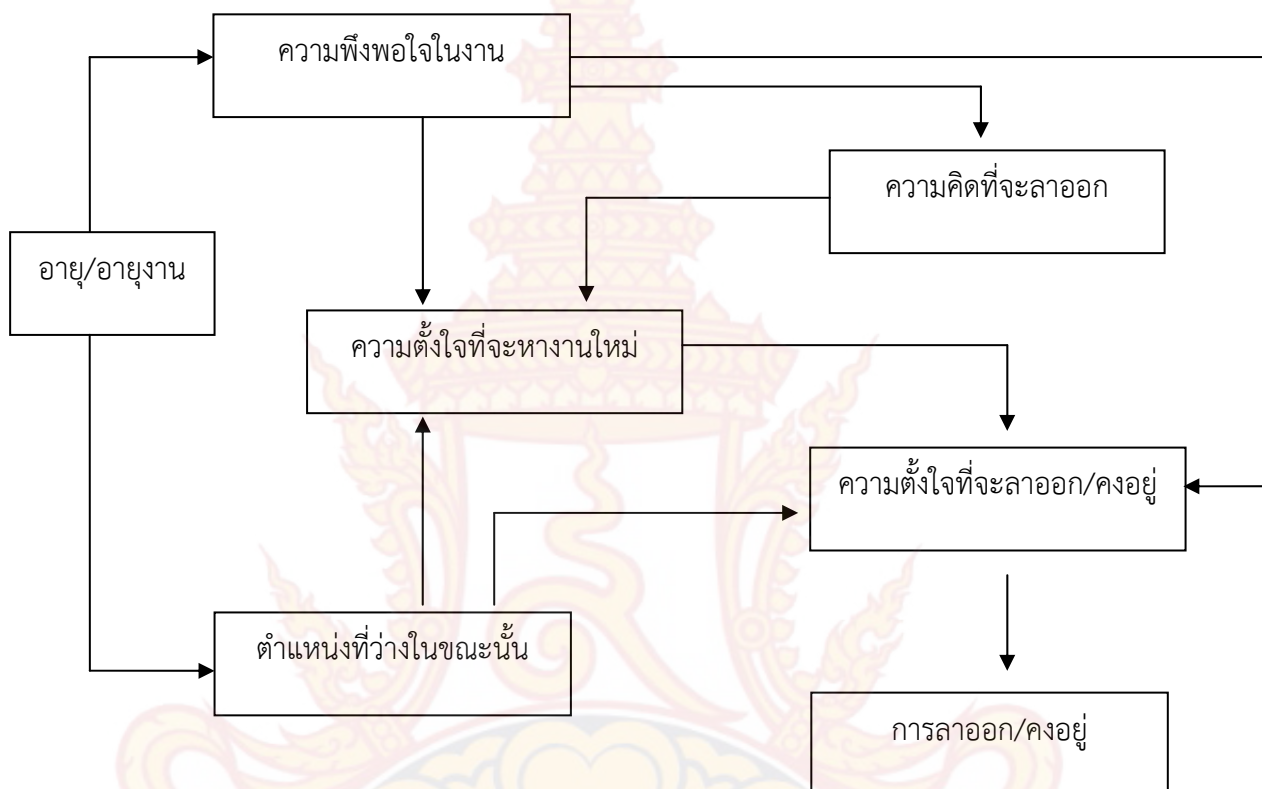 ความพึงพอใจในงาน
ความคิดที่จะลาออก
อายุ/อายุงาน
ความตั้งใจที่จะหางานใหม่
ความตั้งใจที่จะลาออก/คงอยู่
ตำแหน่งที่ว่างในขณะนั้น
การลาออก/คงอยู่